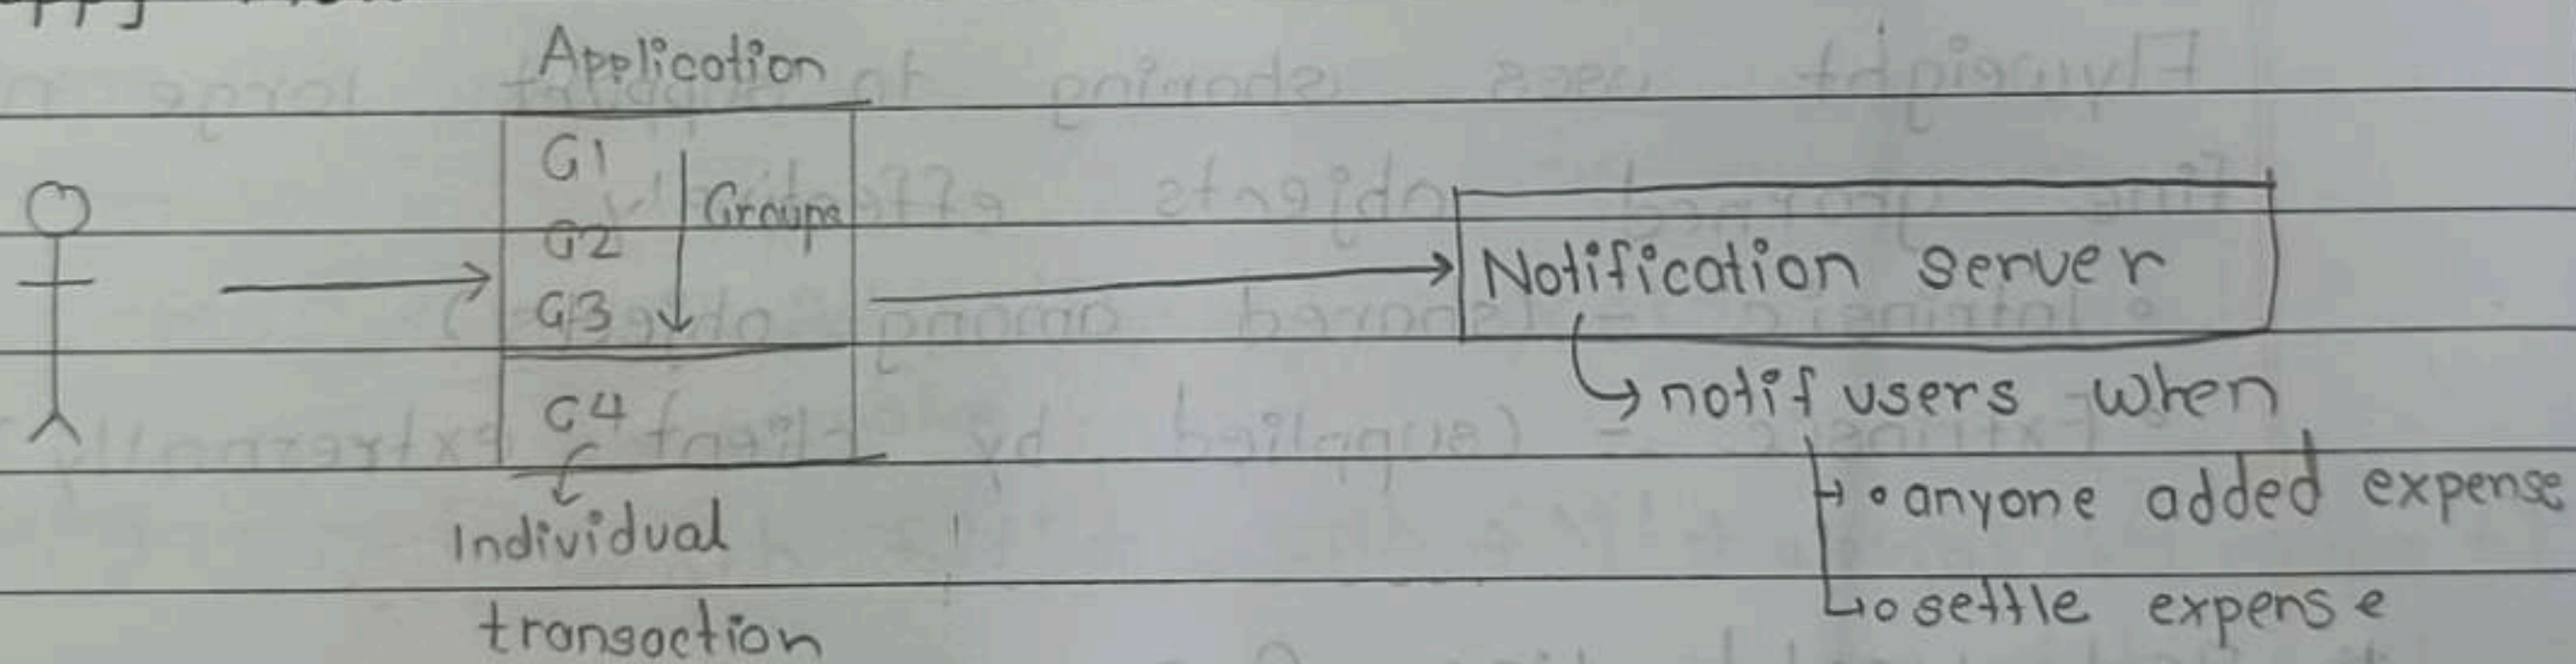 Application
G1
Groups
G2
G3
G4
Individual
transaction
Notification server
notif users when
• anyone added expense
settle expense